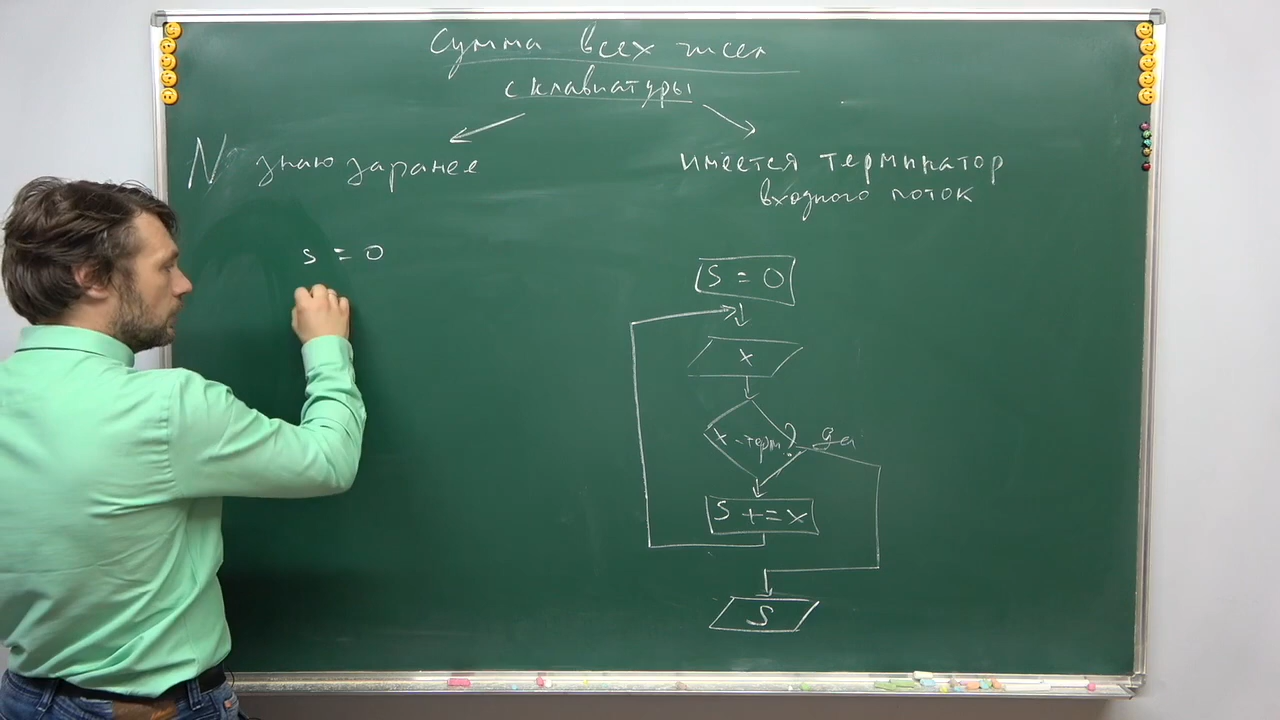 Сумма всех чисел
с клавиатуры
N знаю заранее
имеется терминатор
входного поток
s = 0
S = 0
x
x - терм.?
да
S += x
S